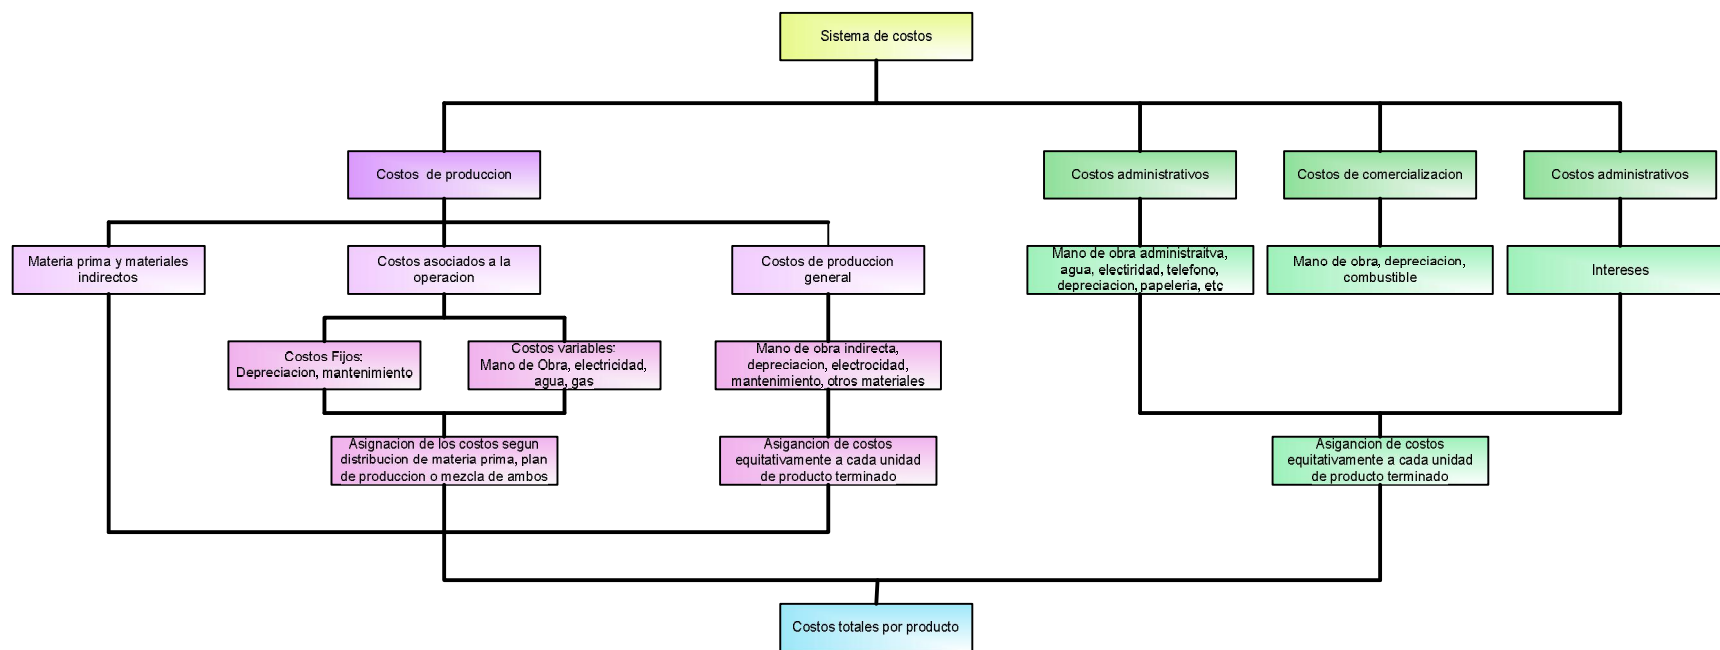 Sistema de costos
Costos de produccion
Costos administrativos
Costos de comercializacion
Costos administrativos
Materia prima y materiales
indirectos
Costos asociados a la
operacion
Costos de produccion
general
Mano de obra administraitva,
agua, electiridad, telefono,
depreciacion, papeleria, etc
Mano de obra, depreciacion,
combustible
Intereses
Costos Fijos:
Depreciacion, mantenimiento
Costos variables:
Mano de Obra, electricidad,
agua, gas
Mano de obra indirecta,
depreciacion, electrocidad,
mantenimiento, otros materiales
Asignacion de los costos segun
distribucion de materia prima, plan
de produccion o mezcla de ambos
Asigancion de costos
equitativamente a cada unidad
de producto terminado
Asigancion de costos
equitativamente a cada unidad
de producto terminado
Costos totales por producto